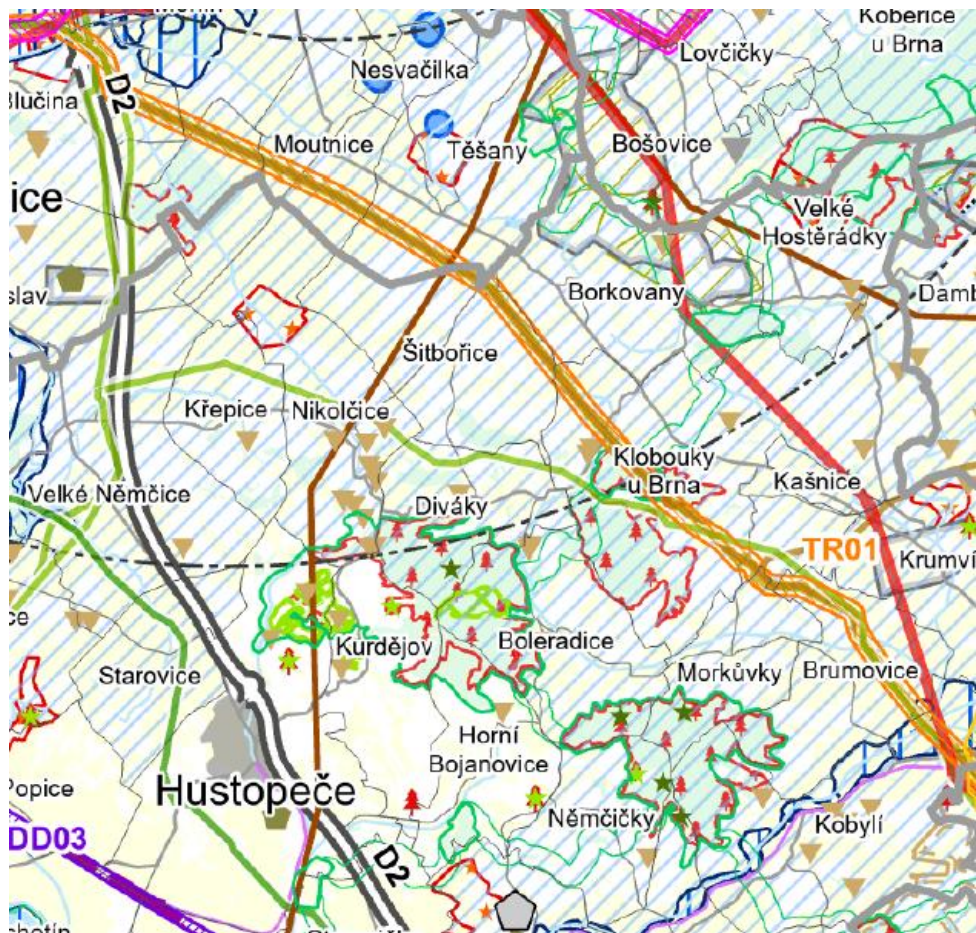 Měnín
Koberice
u Brna
Lovčičky
Nesvačilka
D2
Blučina
Moutnice
Těšany
Bošovice
ice
Velké
Hostěrádky
slav
Borkovany
Damb
Šitbořice
Křepice
Nikolčice
Klobouky
u Brna
Kašnice
Velké Němčice
Diváky
TR01
Krumví
ce
Kurdějov
Boleradice
Starovice
Morkůvky
Brumovice
Horní
Bojanovice
Popice
Hustopeče
Němčičky
Kobylí
DD03
D2